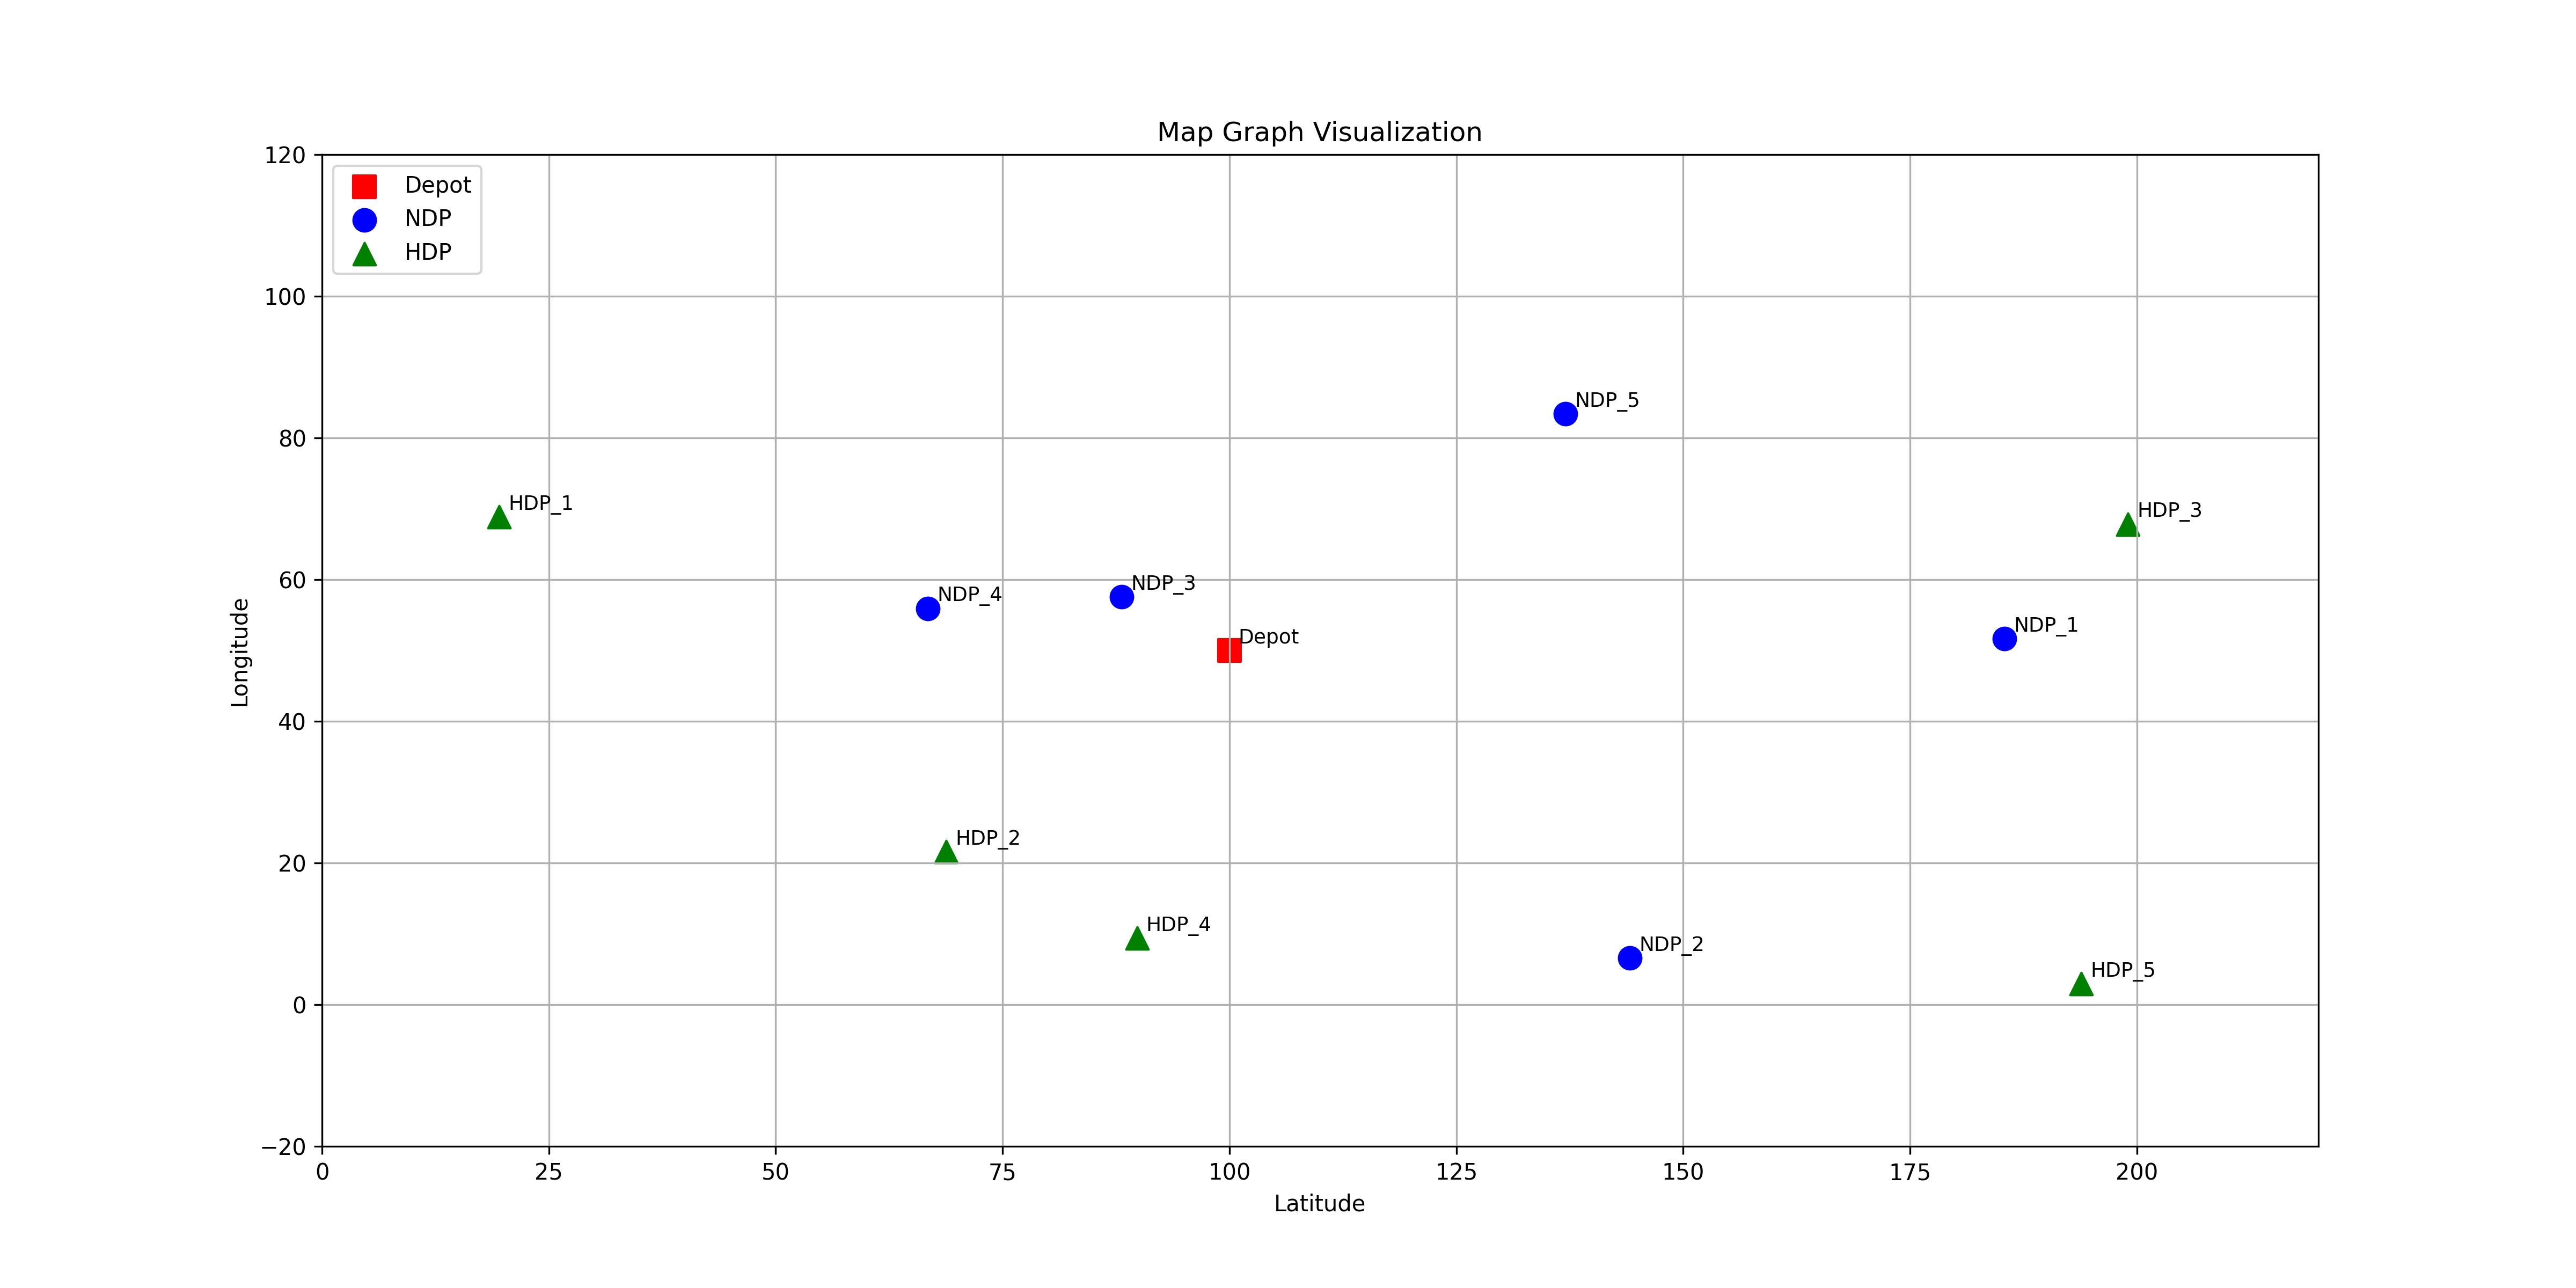 Map Graph Visualization
120
100
80
60
40
20
0
−20
Longitude
Depot
NDP
HDP
NDP_5
HDP_1
HDP_3
NDP_4
NDP_3
NDP_1
Depot
HDP_2
HDP_4
NDP_2
HDP_5
0 25 50 75 100 125 150 175 200
Latitude